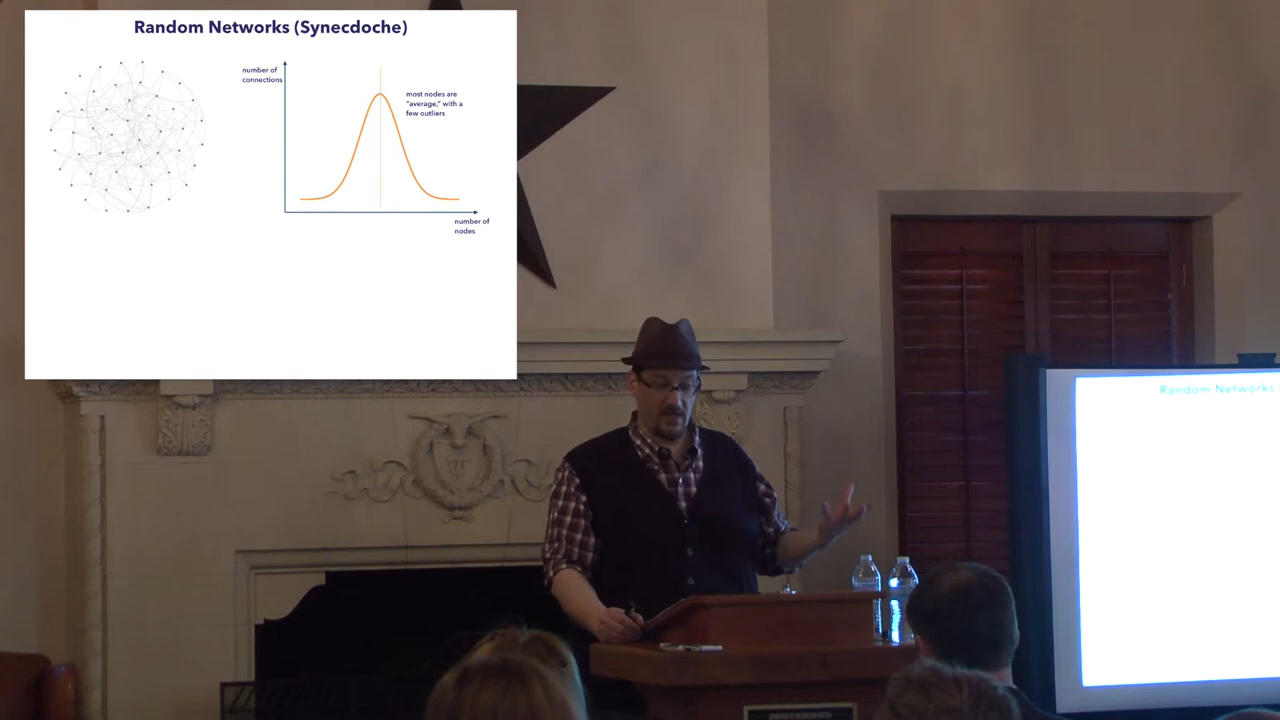 Random Networks (Synecdoche)
number of
connections
most nodes are
"average," with a
few outliers
number of
nodes
Random Networks